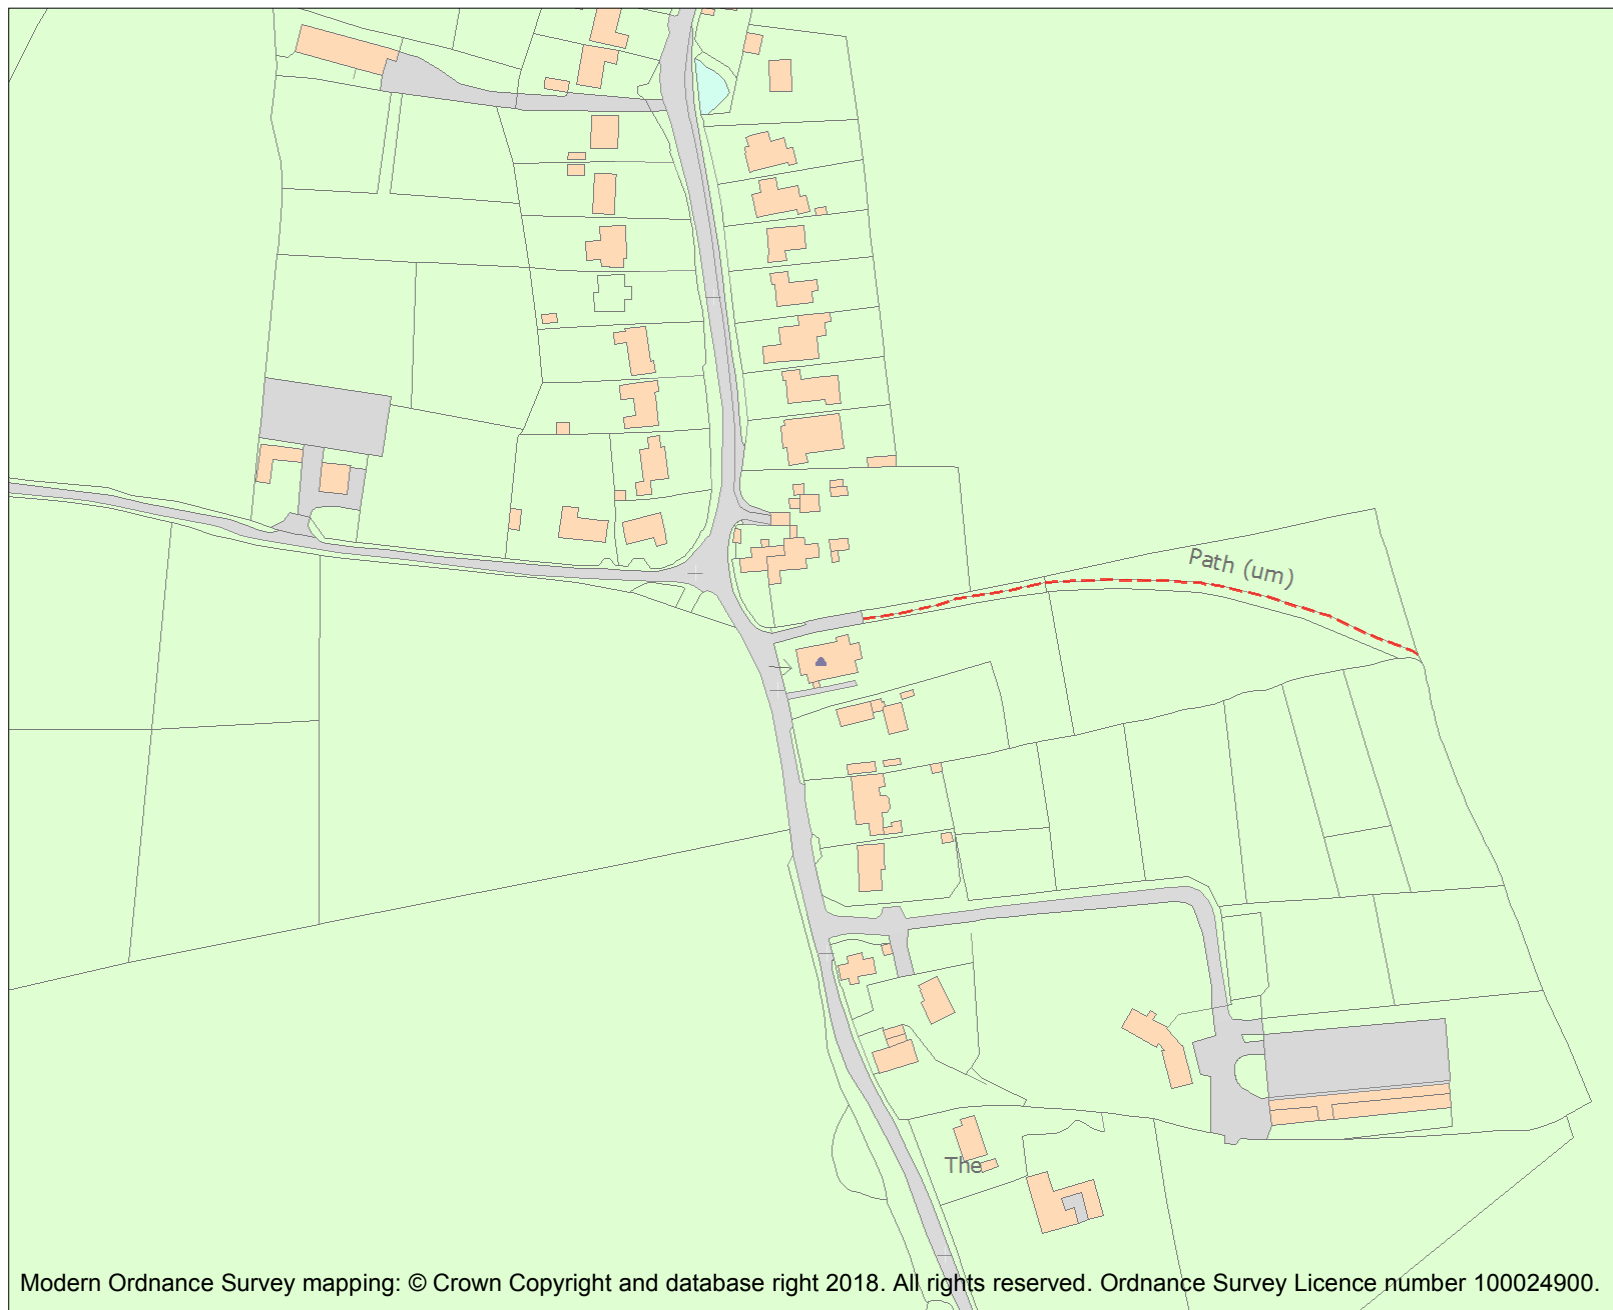 Path (um)
The
Modern Ordnance Survey mapping: © Crown Copyright and database right 2018. All rights reserved. Ordnance Survey Licence number 100024900.